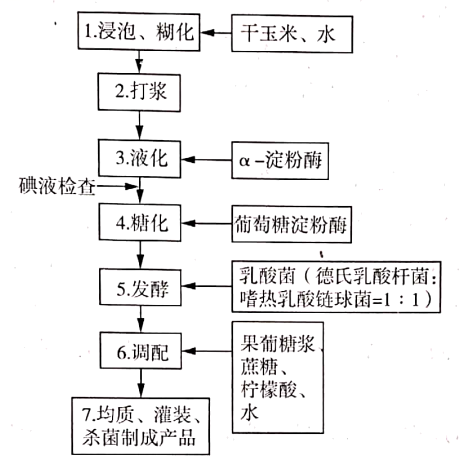 1.浸泡、糊化
干玉米、水
2.打浆
3.液化
α-淀粉酶
碘液检查
4.糖化
葡萄糖淀粉酶
5.发酵
乳酸菌（德氏乳酸杆菌：
嗜热乳酸链球菌=1：1）
6.调配
果葡糖浆、
蔗糖、
柠檬酸、
水
7.均质、灌装、
杀菌制成产品